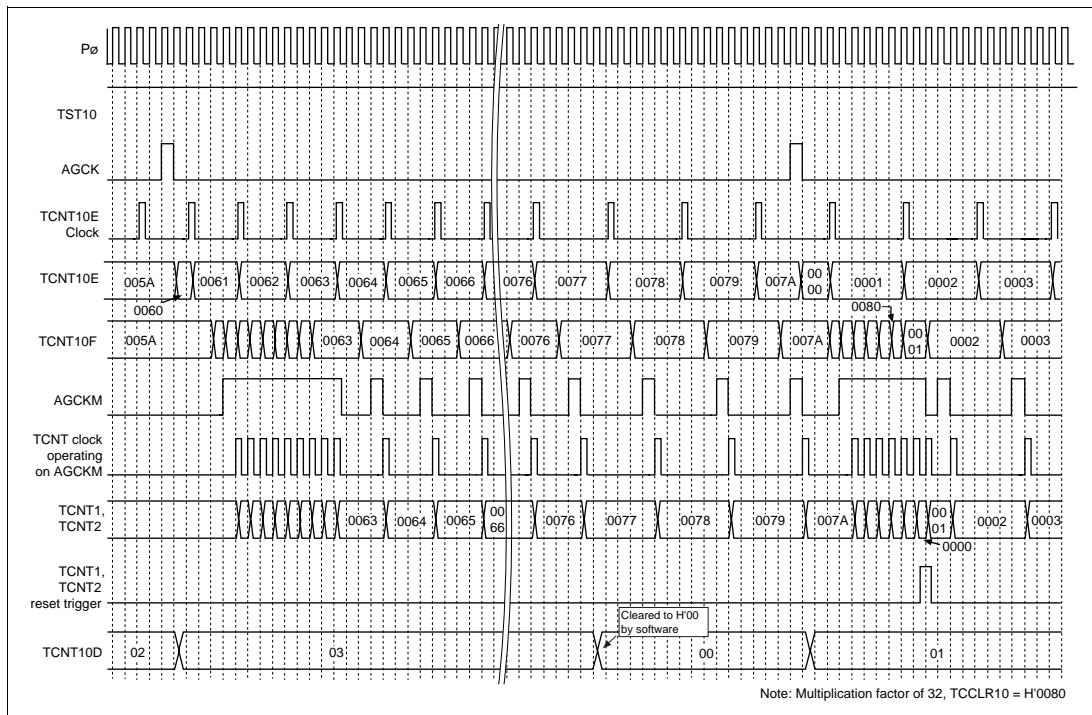 Pø
TST10
AGCK
TCNT10E
Clock
TCNT10E
005A
0060
0061
0062
0063
0064
0065
0066
0076
0077
0078
0079
007A
00
00
0001
0002
0003
0080
TCNT10F
005A
0063
0064
0065
0066
0076
0077
0078
0079
007A
00
01
0002
0003
AGCKM
TCNT clock
operating
on AGCKM
TCNT1,
TCNT2
0063
0064
0065
00
66
0076
0077
0078
0079
007A
00
01
0002
0003
0000
TCNT1,
TCNT2
reset trigger
Cleared to H'00
by software
TCNT10D
02
03
00
01
Note: Multiplication factor of 32, TCCLR10 = H'0080